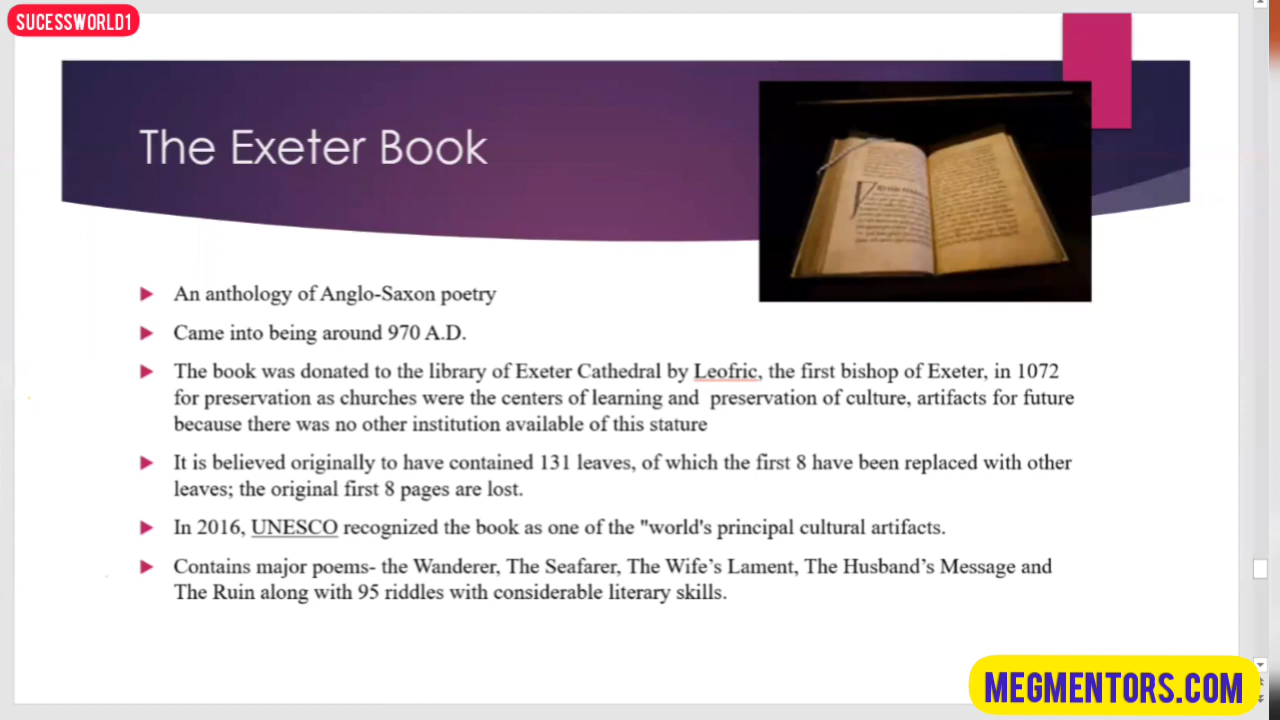 SUCESSWORLD1
The Exeter Book
An anthology of Anglo-Saxon poetry
Came into being around 970 A.D.
The book was donated to the library of Exeter Cathedral by Leofric, the first bishop of Exeter, in 1072
for preservation as churches were the centers of learning and preservation of culture, artifacts for future
because there was no other institution available of this stature
It is believed originally to have contained 131 leaves, of which the first 8 have been replaced with other
leaves; the original first 8 pages are lost.
In 2016, UNESCO recognized the book as one of the "world's principal cultural artifacts.
Contains major poems- the Wanderer, The Seafarer, The Wife’s Lament, The Husband’s Message and
The Ruin along with 95 riddles with considerable literary skills.
MEGMENTORS.COM